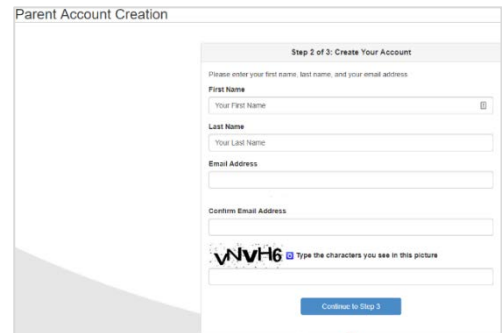 Parent Account Creation
Step 2 of 3: Create Your Account
Please enter your first name, last name, and your email address
First Name
Your First Name
Last Name
Your Last Name
Email Address
Confirm Email Address
vNvH6 Type the characters you see in this picture
Continue to Step 3